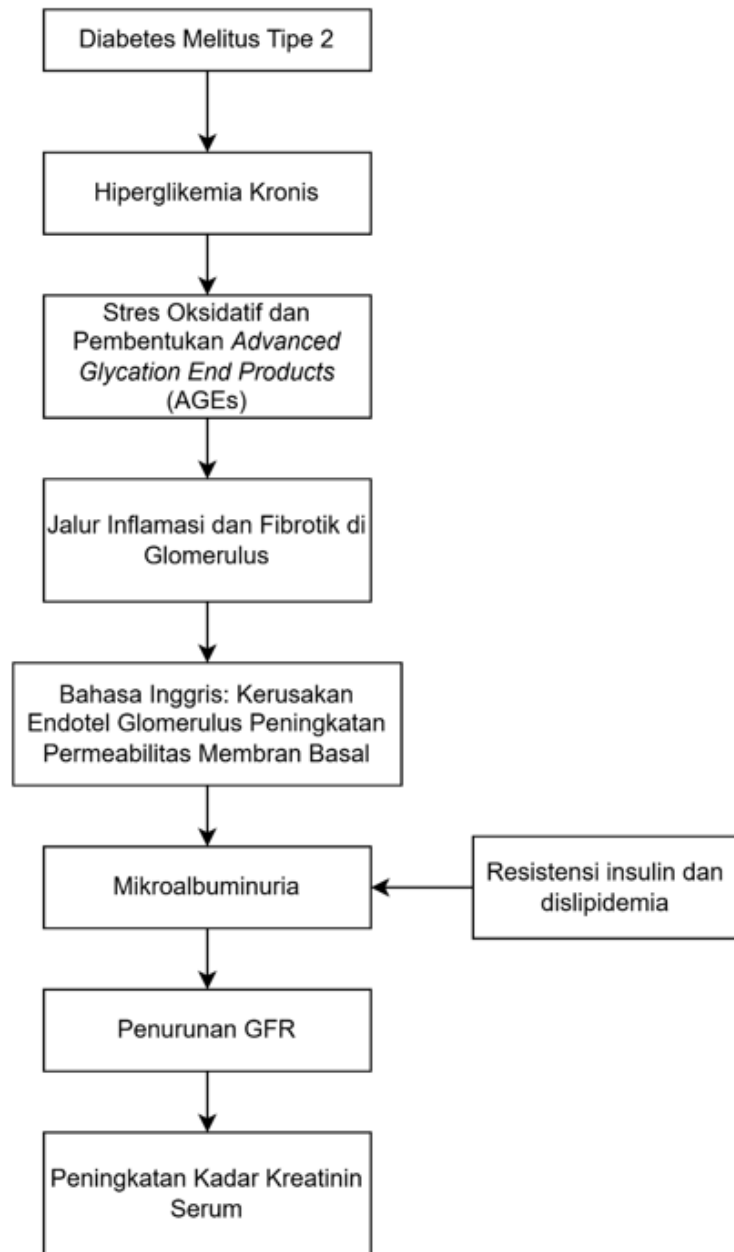 Diabetes Melitus Tipe 2
Hiperglikemia Kronis
Stres Oksidatif dan
Pembentukan Advanced
Glycation End Products
(AGEs)
Jalur Inflamasi dan Fibrotik di
Glomerulus
Bahasa Inggris: Kerusakan
Endotel Glomerulus Peningkatan
Permeabilitas Membran Basal
Mikroalbuminuria
Resistensi insulin dan
dislipidemia
Penurunan GFR
Peningkatan Kadar Kreatinin
Serum